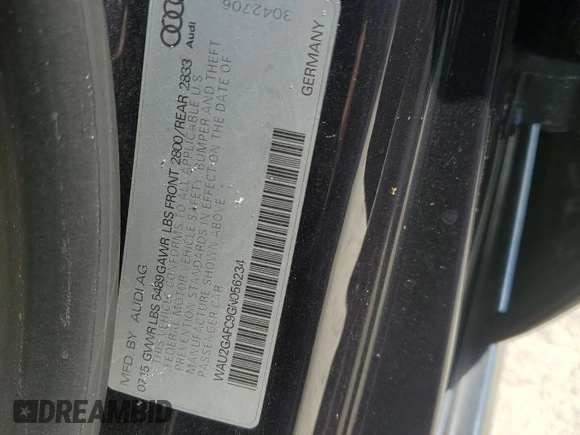 MFD. BY AUDI AG
07/15 GVWR LBS 5489 GAWR LBS FRONT 2800/REAR 2833
THIS VEHICLE CONFORMS TO ALL APPLICABLE U.S.
FEDERAL MOTOR VEHICLE SAFETY, BUMPER AND THEFT
PREVENTION STANDARDS IN EFFECT ON THE DATE OF
MANUFACTURE SHOWN ABOVE
PASSENGER CAR
WAU2GAFC9GN056234
GERMANY
Audi
3042706
DREAMBID